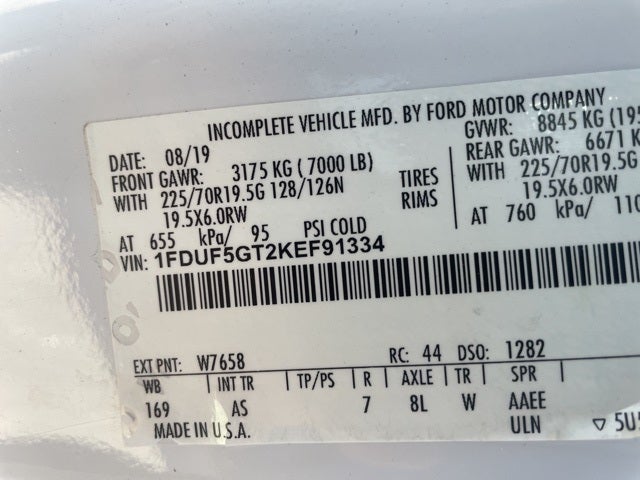 INCOMPLETE VEHICLE MFD. BY FORD MOTOR COMPANY
DATE: 08/19 GVWR: 8845 KG (195
FRONT GAWR: 3175 KG (7000 LB) REAR GAWR: 6671 K
WITH 225/70R19.5G 128/126N TIRES WITH 225/70R19.5G
19.5X6.0RW RIMS 19.5X6.0RW
AT 655 kPa/ 95 PSI COLD AT 760 kPa/ 110
VIN: 1FDUF5GT2KEF91334
EXT PNT: W7658 RC: 44 DSO: 1282
WB INT TR TP/PS R AXLE TR SPR
169 AS 7 8L W AAEE
MADE IN U.S.A. ULN ▽ 5U5